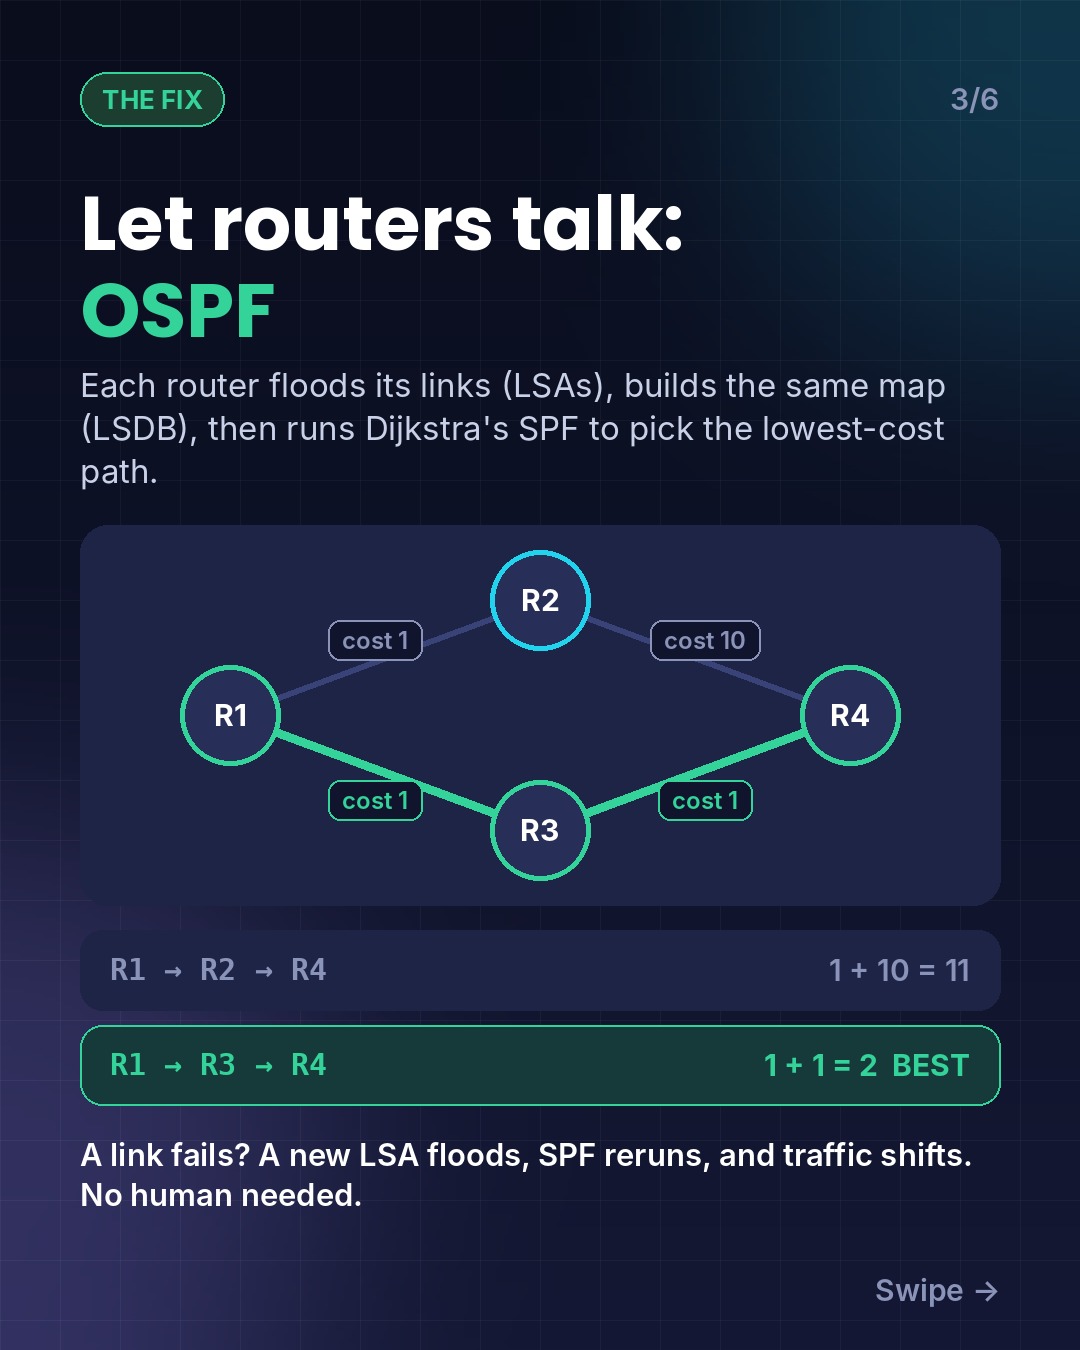 THE FIX
3/6
Let routers talk:
OSPF
Each router floods its links (LSAs), builds the same map
(LSDB), then runs Dijkstra's SPF to pick the lowest-cost
path.
R2
cost 1
cost 10
R1
R4
cost 1
cost 1
R3
R1 → R2 → R4
1 + 10 = 11
R1 → R3 → R4
1 + 1 = 2 BEST
A link fails? A new LSA floods, SPF reruns, and traffic shifts.
No human needed.
Swipe →